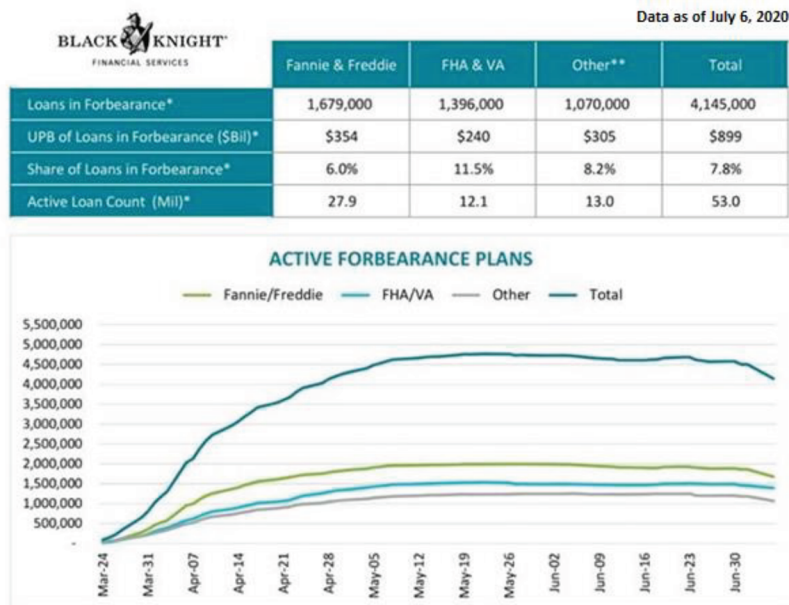 Data as of July 6, 2020
BLACK KNIGHT
FINANCIAL SERVICES
Fannie & Freddie FHA & VA Other** Total
Loans in Forbearance* 1,679,000 1,396,000 1,070,000 4,145,000
UPB of Loans in Forbearance ($Bil)* $354 $240 $305 $899
Share of Loans in Forbearance* 6.0% 11.5% 8.2% 7.8%
Active Loan Count (Mil)* 27.9 12.1 13.0 53.0
ACTIVE FORBEARANCE PLANS
Fannie/Freddie FHA/VA Other Total
5,500,000
5,000,000
4,500,000
4,000,000
3,500,000
3,000,000
2,500,000
2,000,000
1,500,000
1,000,000
500,000
-
Mar-24
Mar-31
Apr-07
Apr-14
Apr-21
Apr-28
May-05
May-12
May-19
May-26
Jun-02
Jun-09
Jun-16
Jun-23
Jun-30